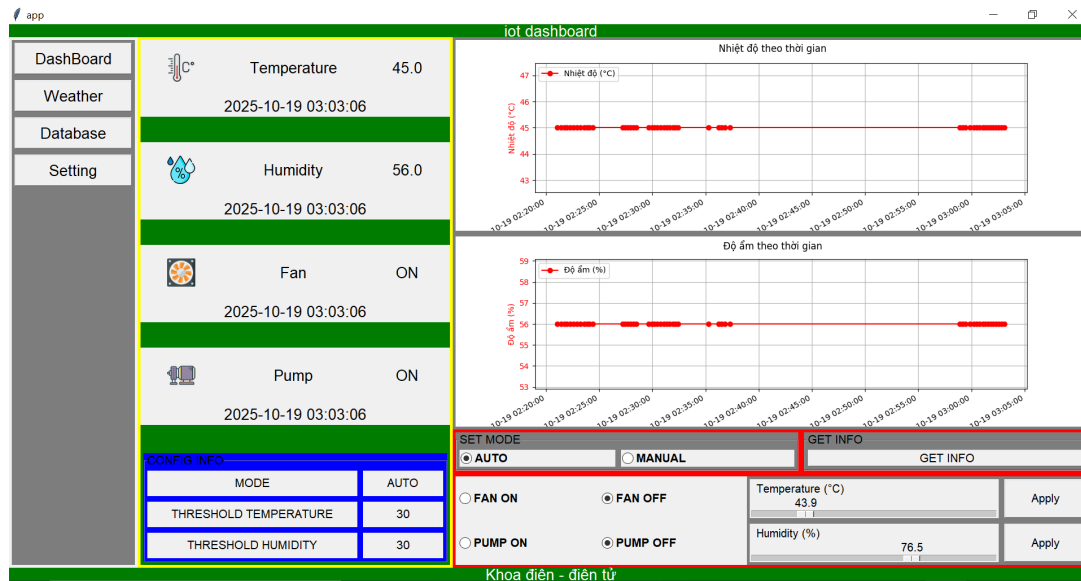 app
iot dashboard
DashBoard
Weather
Database
Setting
C°
Temperature 45.0
2025-10-19 03:03:06
%
Humidity 56.0
2025-10-19 03:03:06
Fan ON
2025-10-19 03:03:06
Pump ON
2025-10-19 03:03:06
CONFIG INFO
MODE AUTO
THRESHOLD TEMPERATURE 30
THRESHOLD HUMIDITY 30
Nhiệt độ theo thời gian
Nhiệt độ (°C)
Nhiệt độ (°C)
47
46
45
44
43
10-19 02:20:00 10-19 02:25:00 10-19 02:30:00 10-19 02:35:00 10-19 02:40:00 10-19 02:45:00 10-19 02:50:00 10-19 02:55:00 10-19 03:00:00 10-19 03:05:00
Độ ẩm theo thời gian
Độ ẩm (%)
Độ ẩm (%)
59
58
57
56
55
54
53
10-19 02:20:00 10-19 02:25:00 10-19 02:30:00 10-19 02:35:00 10-19 02:40:00 10-19 02:45:00 10-19 02:50:00 10-19 02:55:00 10-19 03:00:00 10-19 03:05:00
SET MODE
AUTO MANUAL
GET INFO
GET INFO
FAN ON FAN OFF
PUMP ON PUMP OFF
Temperature (°C)
43.9
Apply
Humidity (%)
76.5
Apply
Khoa điện - điện tử